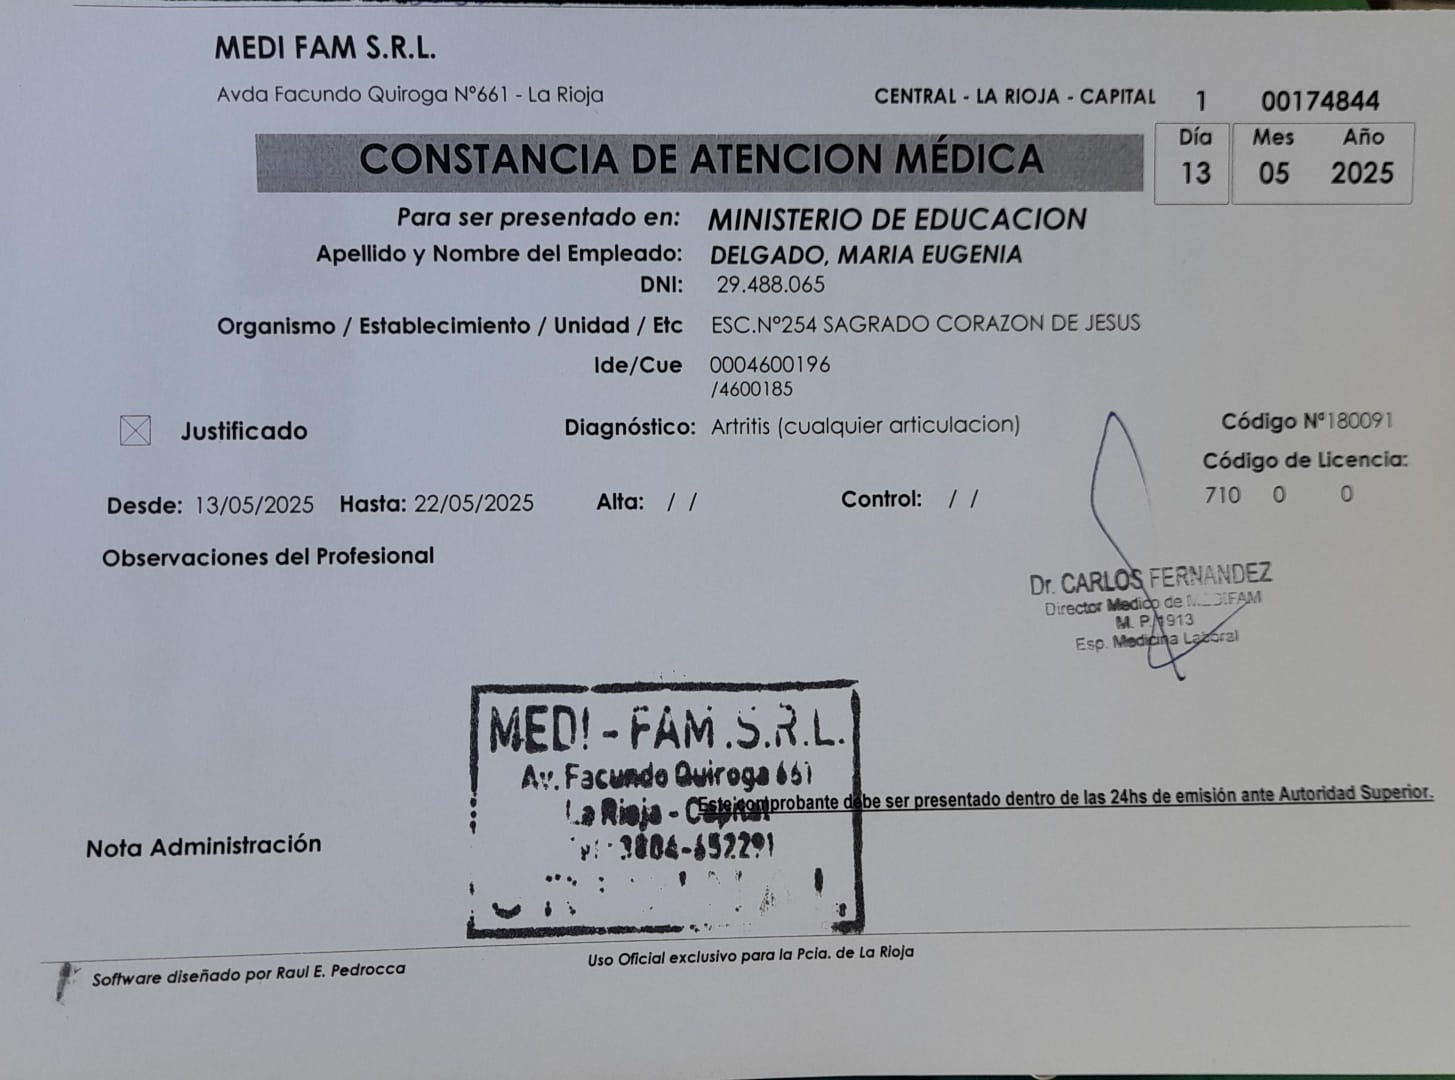 MEDI FAM S.R.L.
Avda Facundo Quiroga Nº661 - La Rioja
CENTRAL - LA RIOJA - CAPITAL 1 00174844
CONSTANCIA DE ATENCION MÉDICA
Día Mes Año
13 05 2025
Para ser presentado en: MINISTERIO DE EDUCACION
Apellido y Nombre del Empleado: DELGADO, MARIA EUGENIA
DNI: 29.488.065
Organismo / Establecimiento / Unidad / Etc ESC.Nº254 SAGRADO CORAZON DE JESUS
Ide/Cue 0004600196
/4600185
Justificado Diagnóstico: Artritis (cualquier articulacion) Código Nº180091
Código de Licencia:
710 0 0
Desde: 13/05/2025 Hasta: 22/05/2025 Alta: / / Control: / /
Observaciones del Profesional
Dr. CARLOS FERNANDEZ
Director Medico de
M. P. 1913
Esp. Medicina Laboral
MEDI - FAM .S.R.L.
Av. Facundo Quiroga 661
La Rioja - Capital
Este comprobante debe ser presentado dentro de las 24hs de emisión ante Autoridad Superior.
Nota Administración
Software diseñado por Raul E. Pedrocca
Uso Oficial exclusivo para la Pcia. de La Rioja